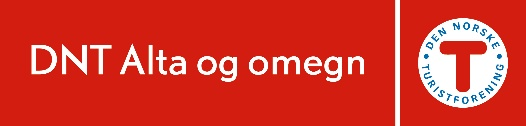 DNT Alta og omegn
DEN NORSKE
T
TURISTFORENING